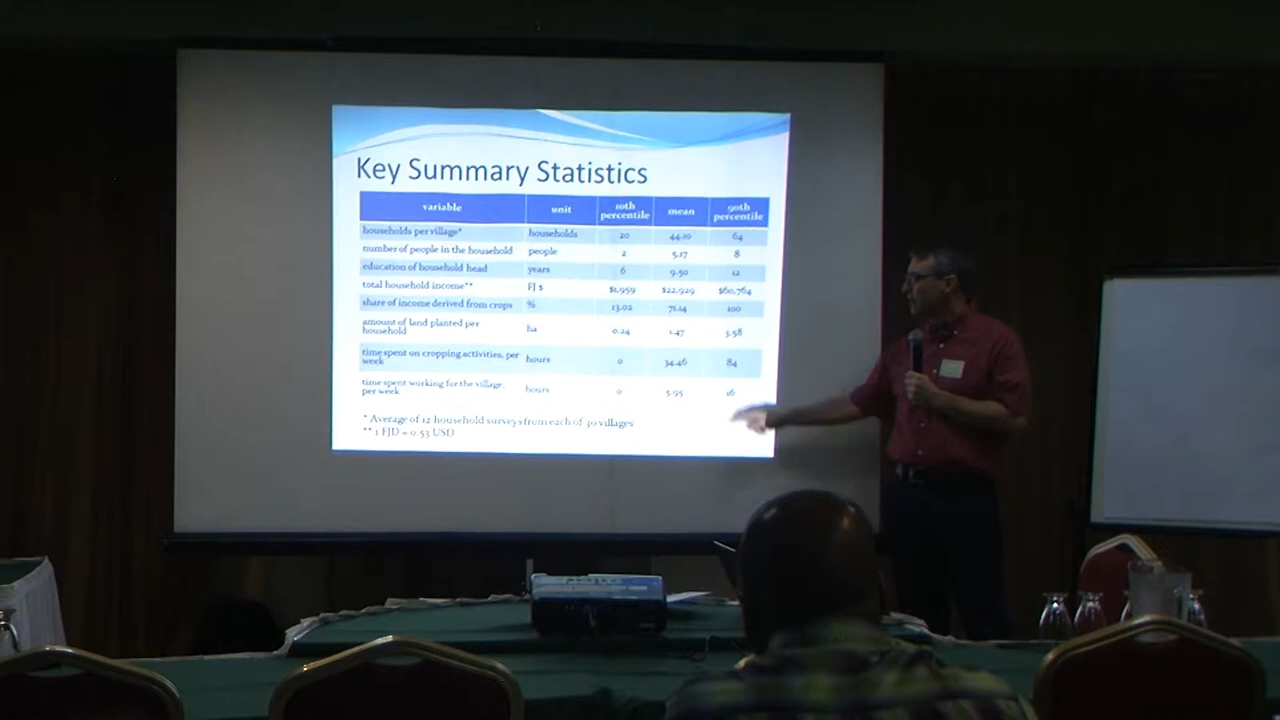 Key Summary Statistics
variable unit 10th percentile mean 90th percentile
households per village* households 20 44.10 64
number of people in the household people 2 5.17 8
education of household head years 6 9.50 12
total household income** FJ $ $1,959 $22,929 $60,764
share of income derived from crops % 13.02 71.14 100
amount of land planted per household ha 0.24 1.47 3.58
time spent on cropping activities, per week hours 0 34.46 84
time spent working for the village, per week hours 0 5.95 16
* Average of 12 household surveys from each of 30 villages
** 1 FJD = 0.53 USD